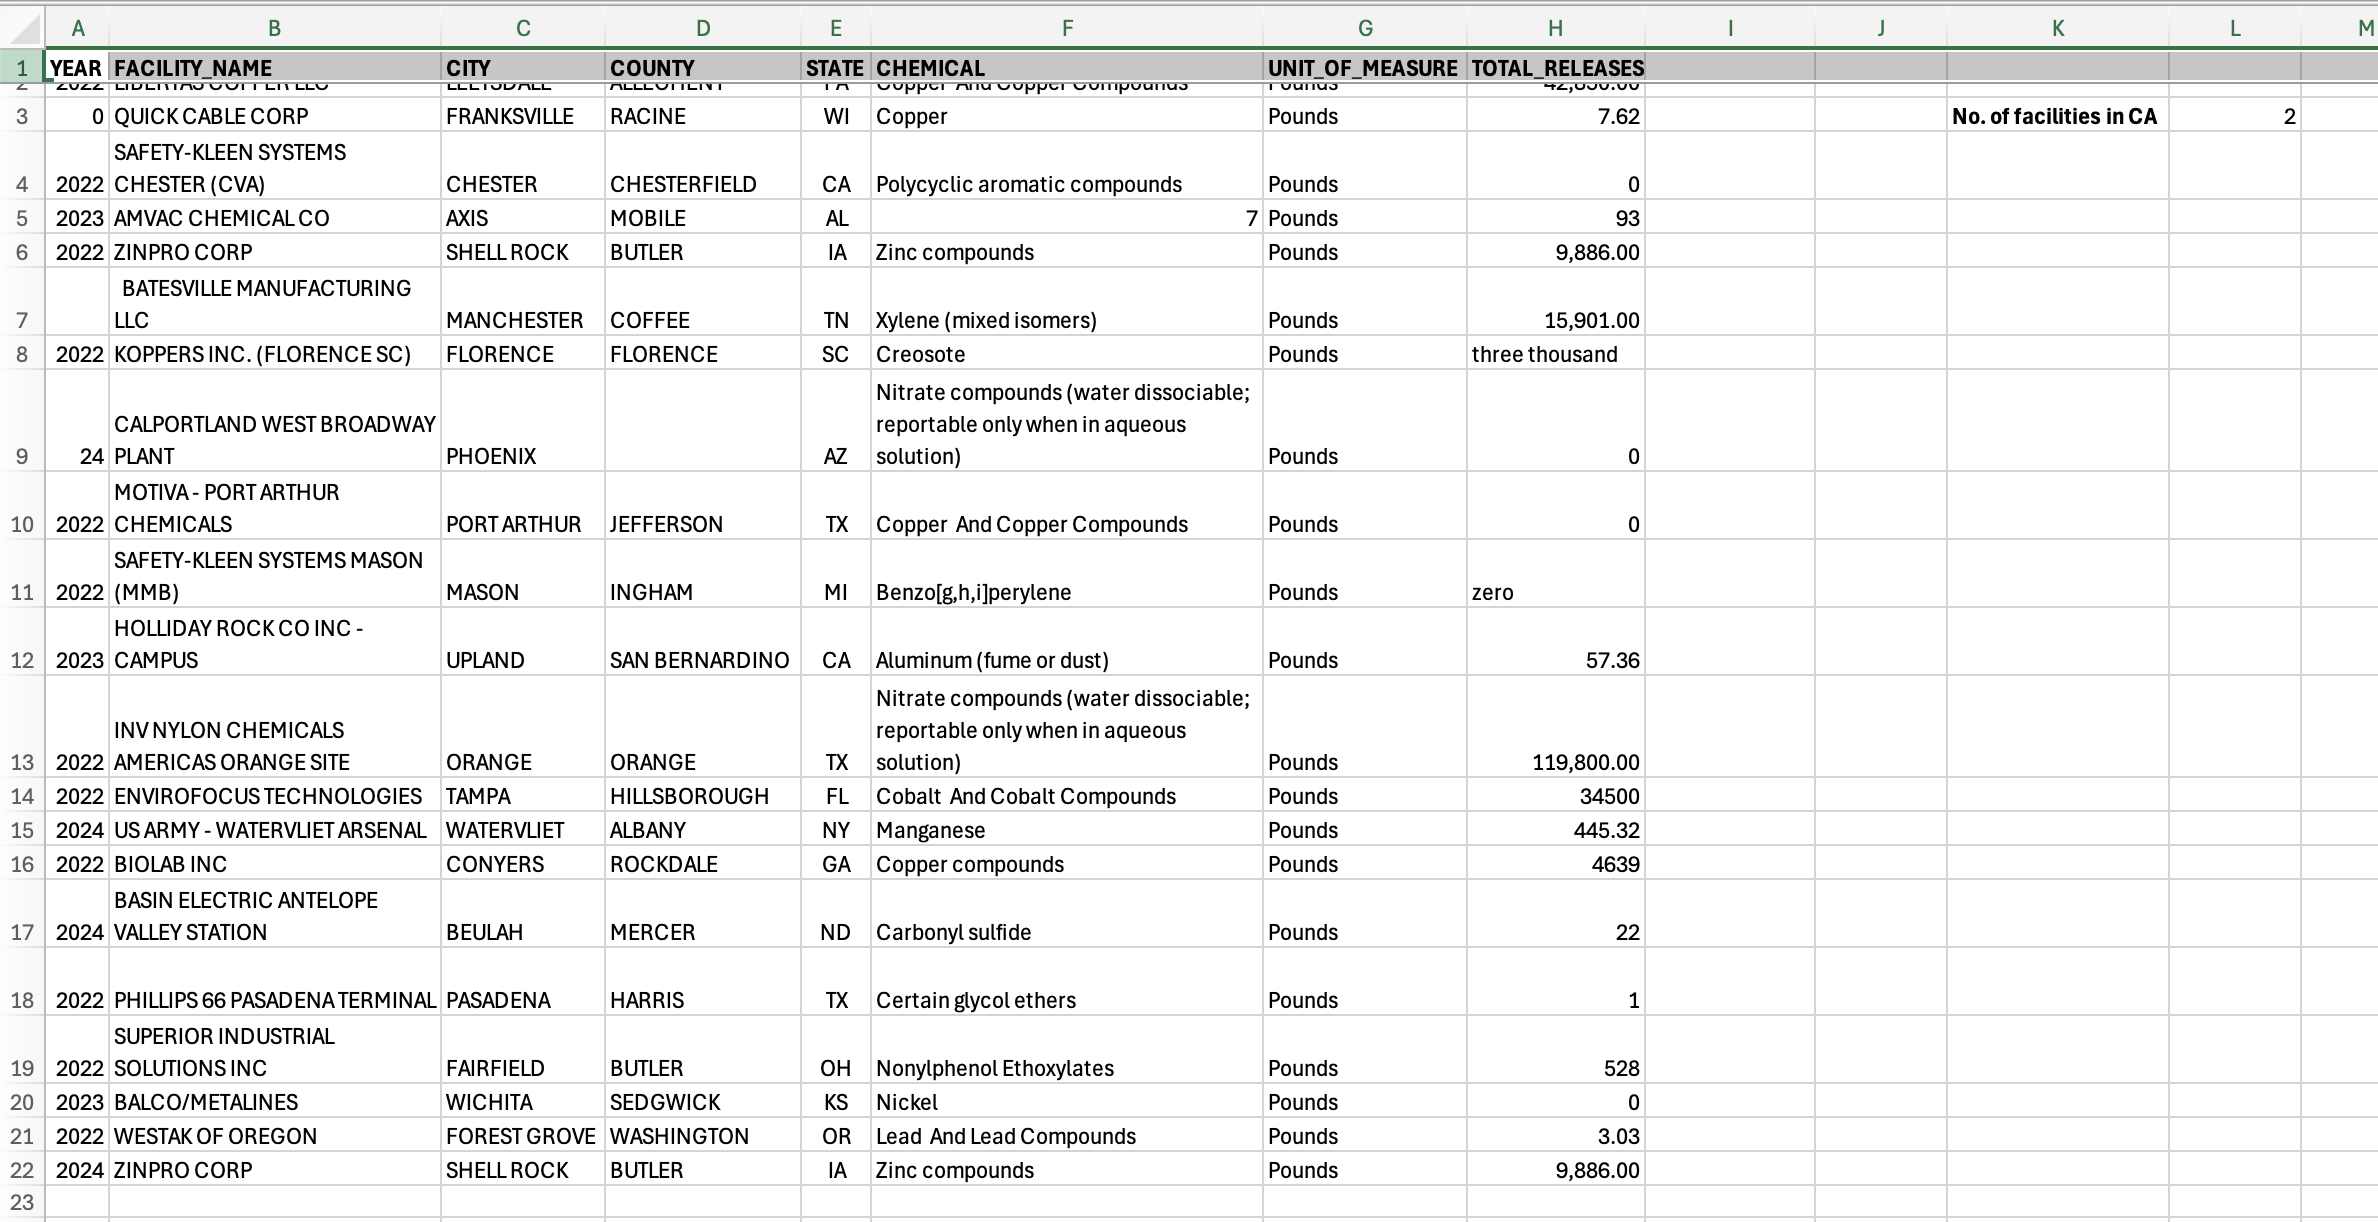 A B C D E F G H I J K L M
1 YEAR FACILITY_NAME CITY COUNTY STATE CHEMICAL UNIT_OF_MEASURE TOTAL_RELEASES
2 2022 LIBERTAS COPPER LLC LEETSDALE ALLEGHENY PA Copper And Copper Compounds Pounds 42,850.00
3 0 QUICK CABLE CORP FRANKSVILLE RACINE WI Copper Pounds 7.62 No. of facilities in CA 2
SAFETY-KLEEN SYSTEMS
4 2022 CHESTER (CVA) CHESTER CHESTERFIELD CA Polycyclic aromatic compounds Pounds 0
5 2023 AMVAC CHEMICAL CO AXIS MOBILE AL 7 Pounds 93
6 2022 ZINPRO CORP SHELL ROCK BUTLER IA Zinc compounds Pounds 9,886.00
BATESVILLE MANUFACTURING
7 LLC MANCHESTER COFFEE TN Xylene (mixed isomers) Pounds 15,901.00
8 2022 KOPPERS INC. (FLORENCE SC) FLORENCE FLORENCE SC Creosote Pounds three thousand
Nitrate compounds (water dissociable;
CALPORTLAND WEST BROADWAY reportable only when in aqueous
9 24 PLANT PHOENIX AZ solution) Pounds 0
MOTIVA - PORT ARTHUR
10 2022 CHEMICALS PORT ARTHUR JEFFERSON TX Copper And Copper Compounds Pounds 0
SAFETY-KLEEN SYSTEMS MASON
11 2022 (MMB) MASON INGHAM MI Benzo[g,h,i]perylene Pounds zero
HOLLIDAY ROCK CO INC -
12 2023 CAMPUS UPLAND SAN BERNARDINO CA Aluminum (fume or dust) Pounds 57.36
Nitrate compounds (water dissociable;
INV NYLON CHEMICALS reportable only when in aqueous
13 2022 AMERICAS ORANGE SITE ORANGE ORANGE TX solution) Pounds 119,800.00
14 2022 ENVIROFOCUS TECHNOLOGIES TAMPA HILLSBOROUGH FL Cobalt And Cobalt Compounds Pounds 34500
15 2024 US ARMY - WATERVLIET ARSENAL WATERVLIET ALBANY NY Manganese Pounds 445.32
16 2022 BIOLAB INC CONYERS ROCKDALE GA Copper compounds Pounds 4639
BASIN ELECTRIC ANTELOPE
17 2024 VALLEY STATION BEULAH MERCER ND Carbonyl sulfide Pounds 22
18 2022 PHILLIPS 66 PASADENA TERMINAL PASADENA HARRIS TX Certain glycol ethers Pounds 1
SUPERIOR INDUSTRIAL
19 2022 SOLUTIONS INC FAIRFIELD BUTLER OH Nonylphenol Ethoxylates Pounds 528
20 2023 BALCO/METALINES WICHITA SEDGWICK KS Nickel Pounds 0
21 2022 WESTAK OF OREGON FOREST GROVE WASHINGTON OR Lead And Lead Compounds Pounds 3.03
22 2024 ZINPRO CORP SHELL ROCK BUTLER IA Zinc compounds Pounds 9,886.00
23